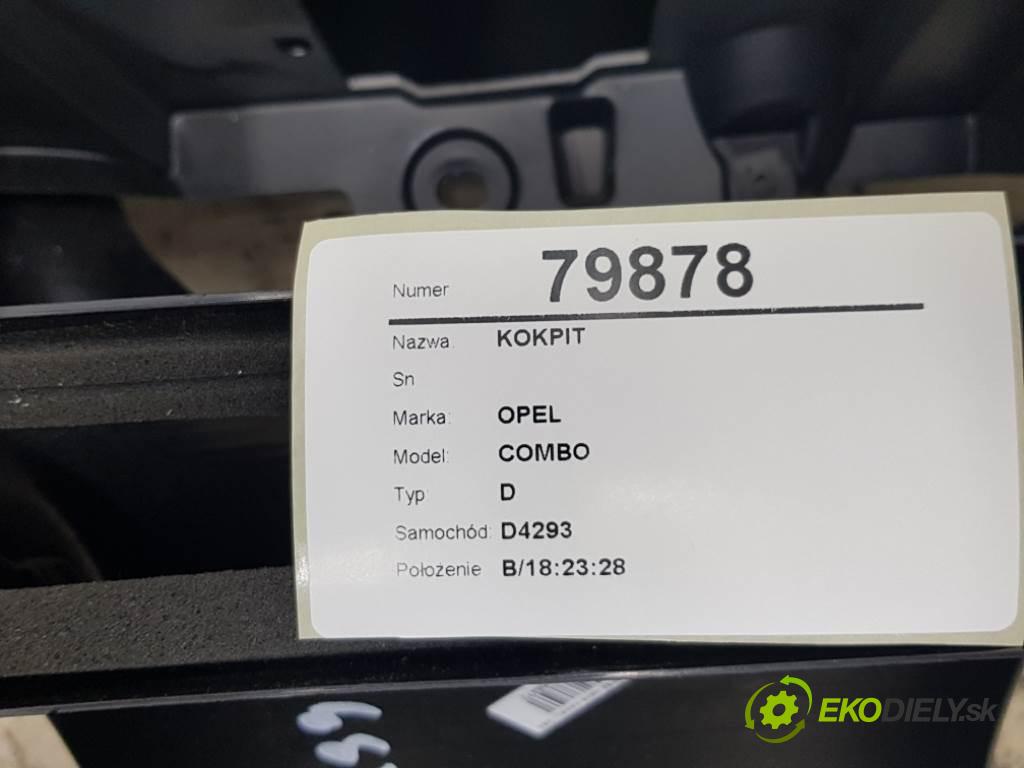 Numer 79878
Nazwa: KOKPIT
Sn
Marka: OPEL
Model: COMBO
Typ D
Samochód: D4293
Położenie B/18:23:28
EKODIELY.sk